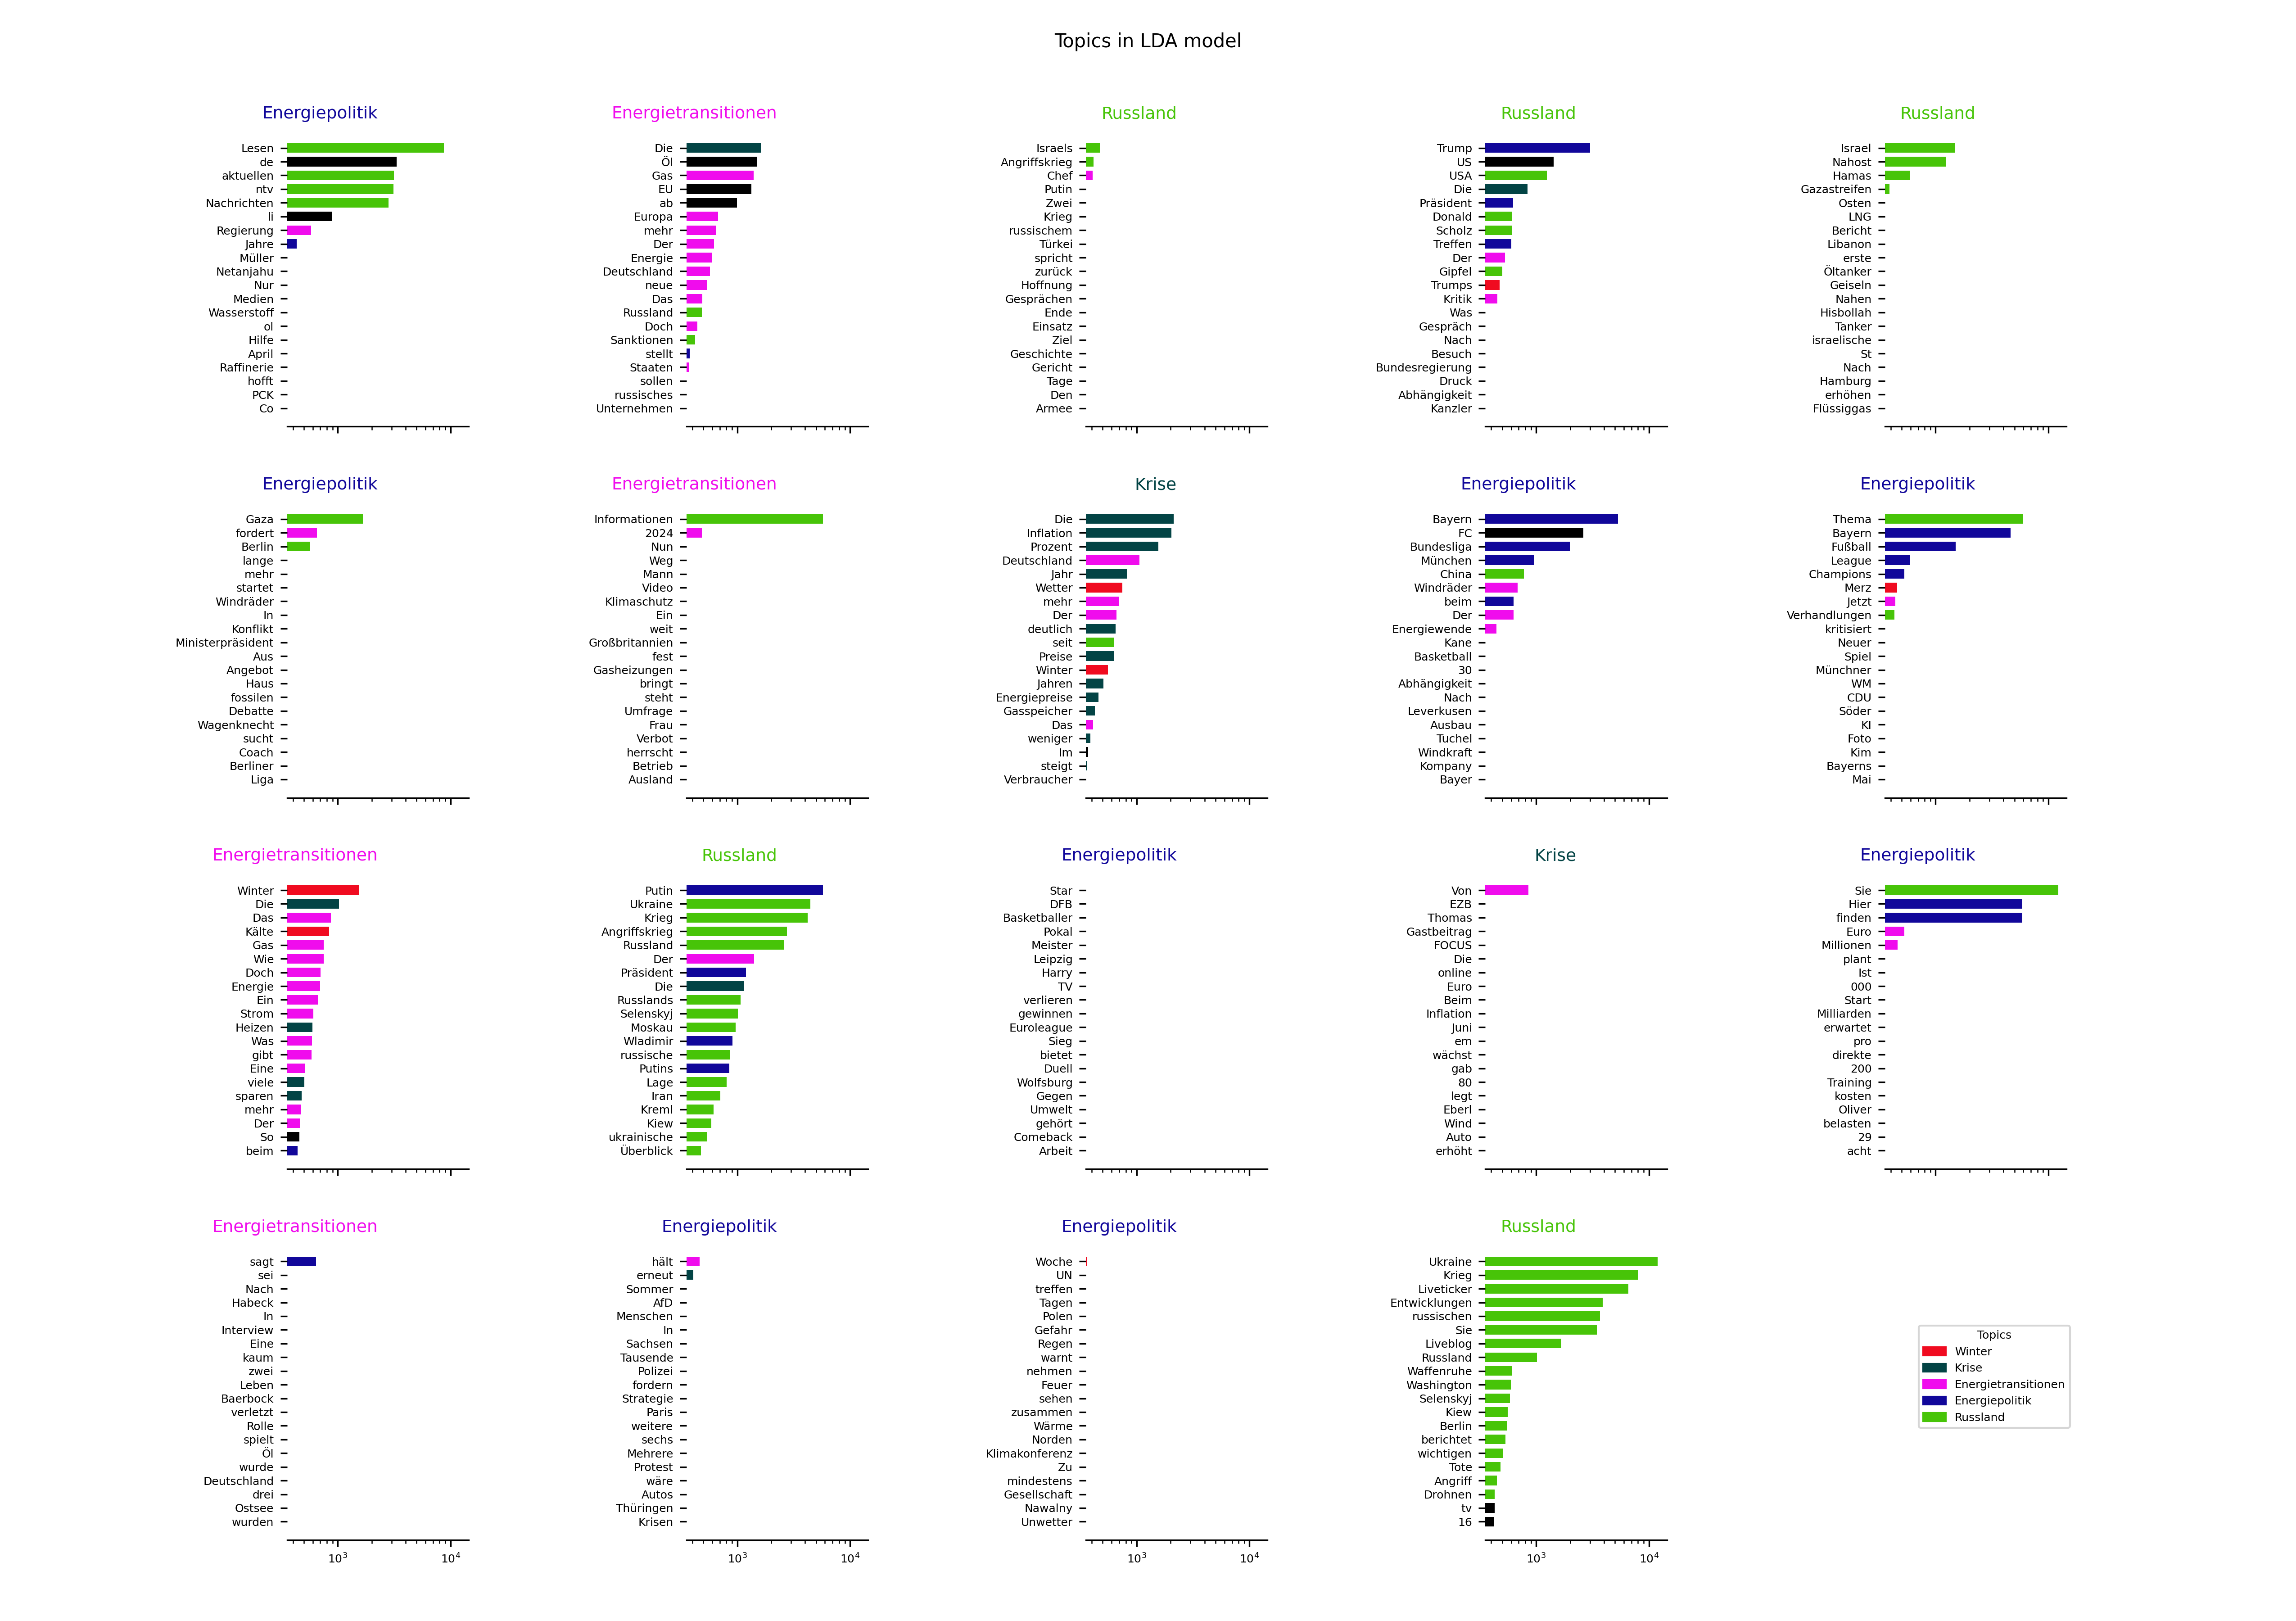 Topics in LDA model
Energiepolitik
Lesen
de
aktuellen
ntv
Nachrichten
li
Regierung
Jahre
Müller
Netanjahu
Nur
Medien
Wasserstoff
ol
Hilfe
April
Raffinerie
hofft
PCK
Co
Energietransitionen
Die
Öl
Gas
EU
ab
Europa
mehr
Der
Energie
Deutschland
neue
Das
Russland
Doch
Sanktionen
stellt
Staaten
sollen
russisches
Unternehmen
Russland
Israels
Angriffskrieg
Chef
Putin
Zwei
Krieg
russischem
Türkei
spricht
zurück
Hoffnung
Gesprächen
Ende
Einsatz
Ziel
Geschichte
Gericht
Tage
Den
Armee
Russland
Trump
US
USA
Die
Präsident
Donald
Scholz
Treffen
Der
Gipfel
Trumps
Kritik
Was
Gespräch
Nach
Besuch
Bundesregierung
Druck
Abhängigkeit
Kanzler
Russland
Israel
Nahost
Hamas
Gazastreifen
Osten
LNG
Bericht
Libanon
erste
Öltanker
Geiseln
Nahen
Hisbollah
Tanker
israelische
St
Nach
Hamburg
erhöhen
Flüssiggas
Energiepolitik
Gaza
fordert
Berlin
lange
mehr
startet
Windräder
In
Konflikt
Ministerpräsident
Aus
Angebot
Haus
fossilen
Debatte
Wagenknecht
sucht
Coach
Berliner
Liga
Energietransitionen
Informationen
2024
Nun
Weg
Mann
Video
Klimaschutz
Ein
weit
Großbritannien
fest
Gasheizungen
bringt
steht
Umfrage
Frau
Verbot
herrscht
Betrieb
Ausland
Krise
Die
Inflation
Prozent
Deutschland
Jahr
Wetter
mehr
Der
deutlich
seit
Preise
Winter
Jahren
Energiepreise
Gasspeicher
Das
weniger
Im
steigt
Verbraucher
Energiepolitik
Bayern
FC
Bundesliga
München
China
Windräder
beim
Der
Energiewende
Kane
Basketball
30
Abhängigkeit
Nach
Leverkusen
Ausbau
Tuchel
Windkraft
Kompany
Bayer
Energiepolitik
Thema
Bayern
Fußball
League
Champions
Merz
Jetzt
Verhandlungen
kritisiert
Neuer
Spiel
Münchner
WM
CDU
Söder
KI
Foto
Kim
Bayerns
Mai
Energietransitionen
Winter
Die
Das
Kälte
Gas
Wie
Doch
Energie
Ein
Strom
Heizen
Was
gibt
Eine
viele
sparen
mehr
Der
So
beim
Russland
Putin
Ukraine
Krieg
Angriffskrieg
Russland
Der
Präsident
Die
Russlands
Selenskyj
Moskau
Wladimir
russische
Putins
Lage
Iran
Kreml
Kiew
ukrainische
Überblick
Energiepolitik
Star
DFB
Basketballer
Pokal
Meister
Leipzig
Harry
TV
verlieren
gewinnen
Euroleague
Sieg
bietet
Duell
Wolfsburg
Gegen
Umwelt
gehört
Comeback
Arbeit
Krise
Von
EZB
Thomas
Gastbeitrag
FOCUS
Die
online
Euro
Beim
Inflation
Juni
em
wächst
gab
80
legt
Eberl
Wind
Auto
erhöht
Energiepolitik
Sie
Hier
finden
Euro
Millionen
plant
Ist
000
Start
Milliarden
erwartet
pro
direkte
200
Training
kosten
Oliver
belasten
29
acht
Energietransitionen
sagt
sei
Nach
Habeck
In
Interview
Eine
kaum
zwei
Leben
Baerbock
verletzt
Rolle
spielt
Öl
wurde
Deutschland
drei
Ostsee
wurden
10³ 10⁴
Energiepolitik
hält
erneut
Sommer
AfD
Menschen
In
Sachsen
Tausende
Polizei
fordern
Strategie
Paris
weitere
sechs
Mehrere
Protest
wäre
Autos
Thüringen
Krisen
10³ 10⁴
Energiepolitik
Woche
UN
treffen
Tagen
Polen
Gefahr
Regen
warnt
nehmen
Feuer
sehen
zusammen
Wärme
Norden
Klimakonferenz
Zu
mindestens
Gesellschaft
Nawalny
Unwetter
10³ 10⁴
Russland
Ukraine
Krieg
Liveticker
Entwicklungen
russischen
Sie
Liveblog
Russland
Waffenruhe
Washington
Selenskyj
Kiew
Berlin
berichtet
wichtigen
Tote
Angriff
Drohnen
tv
16
10³ 10⁴
Topics
Winter
Krise
Energietransitionen
Energiepolitik
Russland